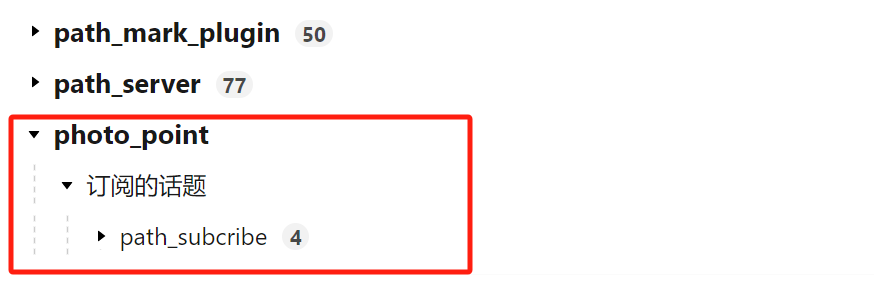 path_mark_plugin 50
path_server 77
photo_point
订阅的话题
path_subcribe 4